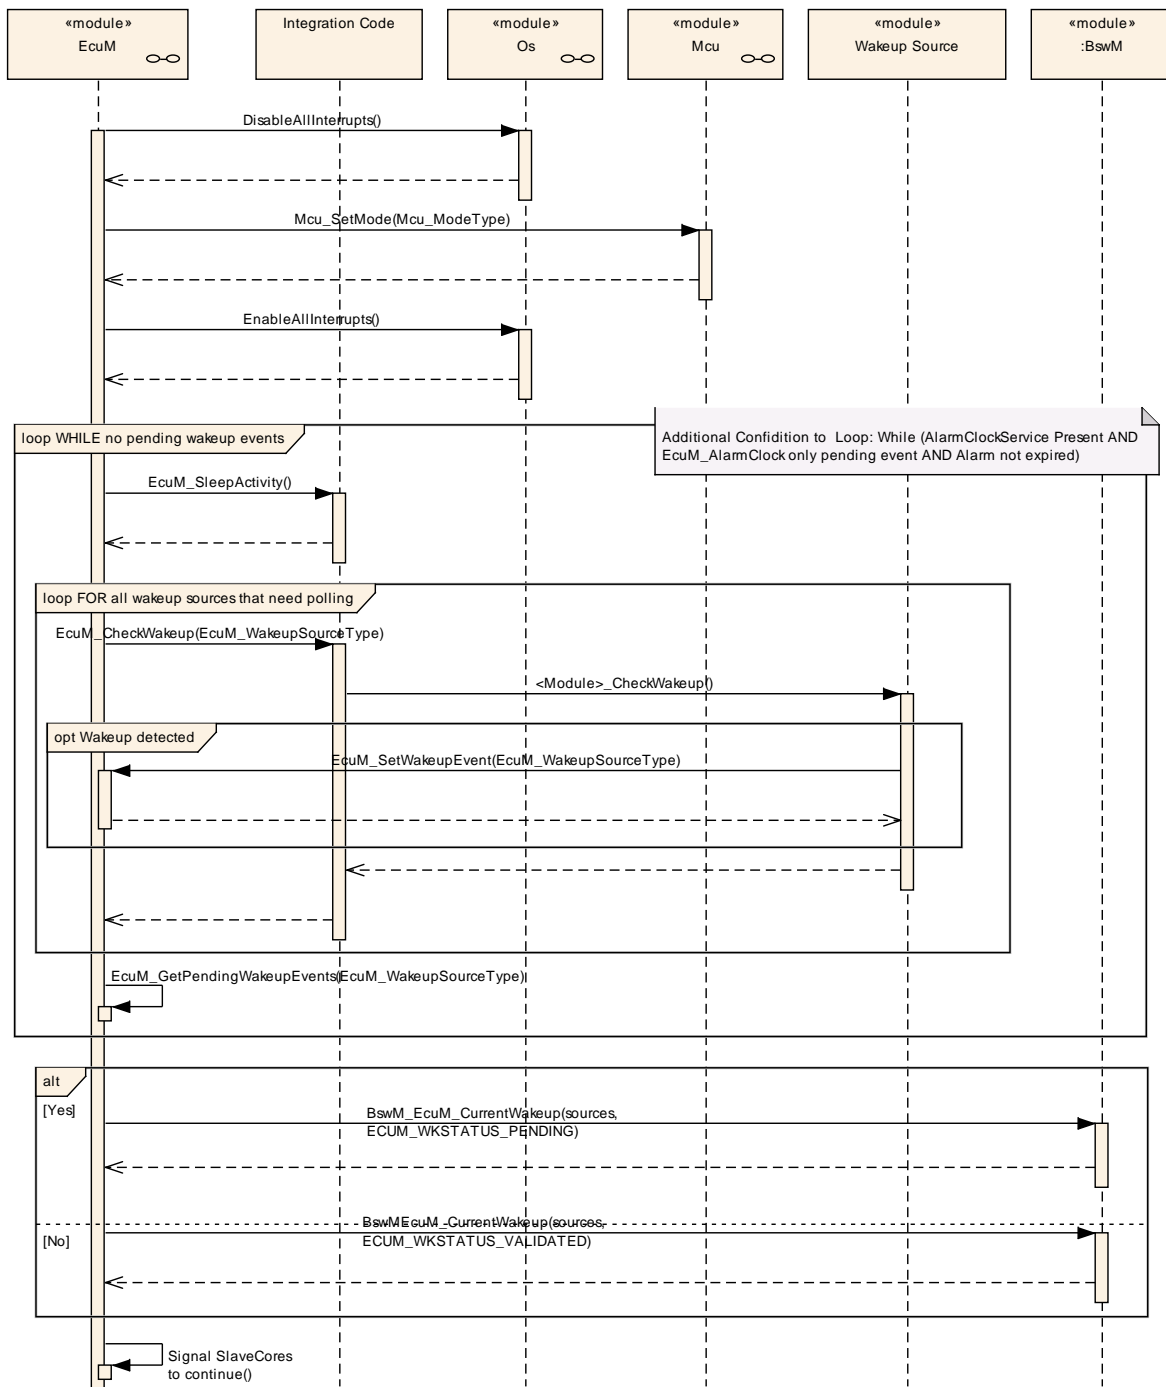 «module»
EcuM
Integration Code
«module»
Os
«module»
Mcu
«module»
Wakeup Source
«module»
:BswM
DisableAllInterrupts()
Mcu_SetMode(Mcu_ModeType)
EnableAllInterrupts()
loop WHILE no pending wakeup events
Additional Confidition to Loop: While (AlarmClockService Present AND
EcuM_AlarmClock only pending event AND Alarm not expired)
EcuM_SleepActivity()
loop FOR all wakeup sources that need polling
EcuM_CheckWakeup(EcuM_WakeupSourceType)
<Module>_CheckWakeup()
opt Wakeup detected
EcuM_SetWakeupEvent(EcuM_WakeupSourceType)
EcuM_GetPendingWakeupEvents(EcuM_WakeupSourceType)
alt
[Yes]
BswM_EcuM_CurrentWakeup(sources,
ECUM_WKSTATUS_PENDING)
BswMEcuM_CurrentWakeup(sources,
[No]
ECUM_WKSTATUS_VALIDATED)
Signal SlaveCores
to continue()